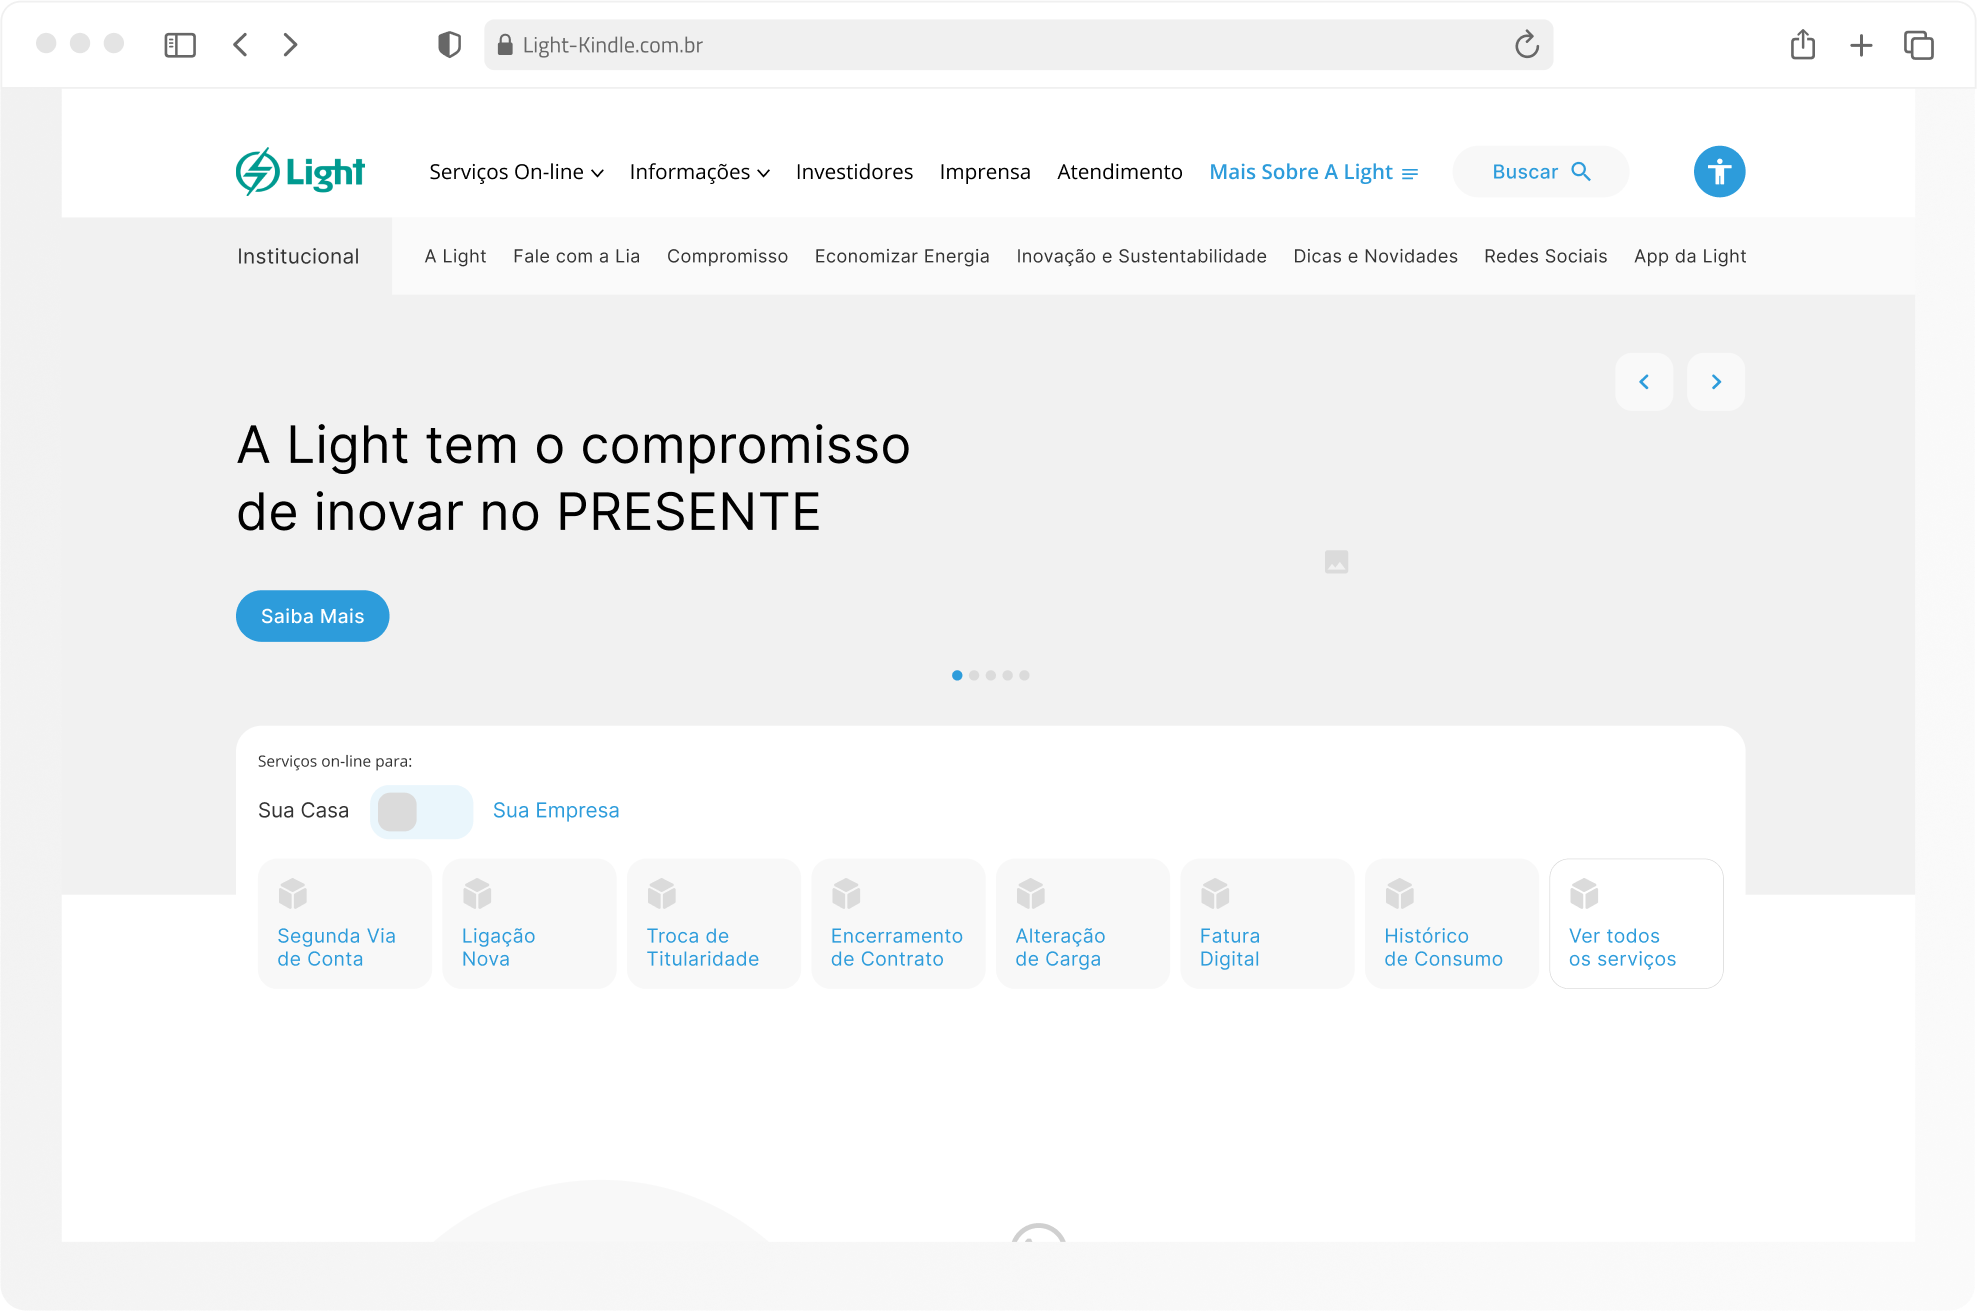 Light-Kindle.com.br
Light
Serviços On-line
Informações
Investidores
Imprensa
Atendimento
Mais Sobre A Light
Buscar
Institucional
A Light
Fale com a Lia
Compromisso
Economizar Energia
Inovação e Sustentabilidade
Dicas e Novidades
Redes Sociais
App da Light
A Light tem o compromisso
de inovar no PRESENTE
Saiba Mais
Serviços on-line para:
Sua Casa
Sua Empresa
Segunda Via
de Conta
Ligação
Nova
Troca de
Titularidade
Encerramento
de Contrato
Alteração
de Carga
Fatura
Digital
Histórico
de Consumo
Ver todos
os serviços